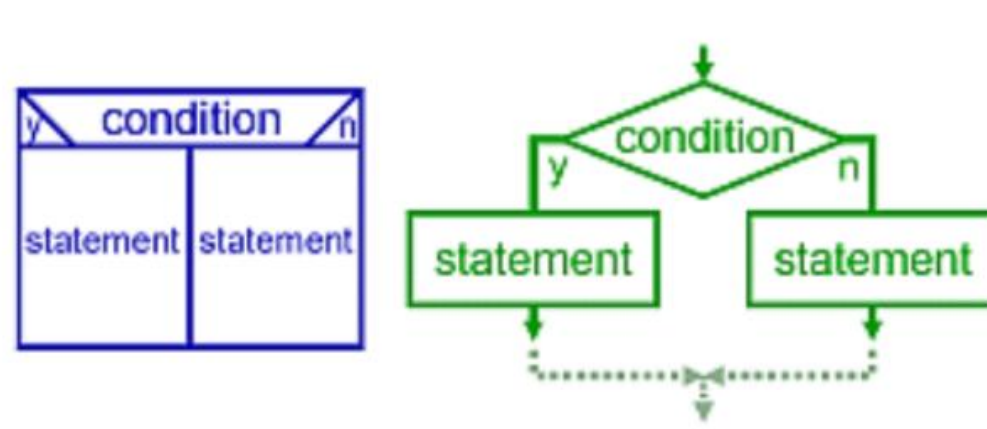 y condition n
statement statement
condition
y n
statement statement